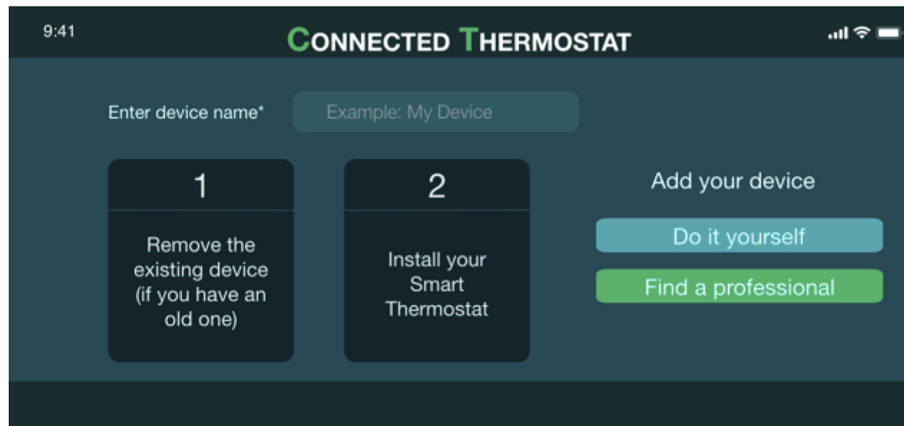 9:41
CONNECTED THERMOSTAT
Enter device name*
Example: My Device
1
Remove the
existing device
(if you have an
old one)
2
Install your
Smart
Thermostat
Add your device
Do it yourself
Find a professional